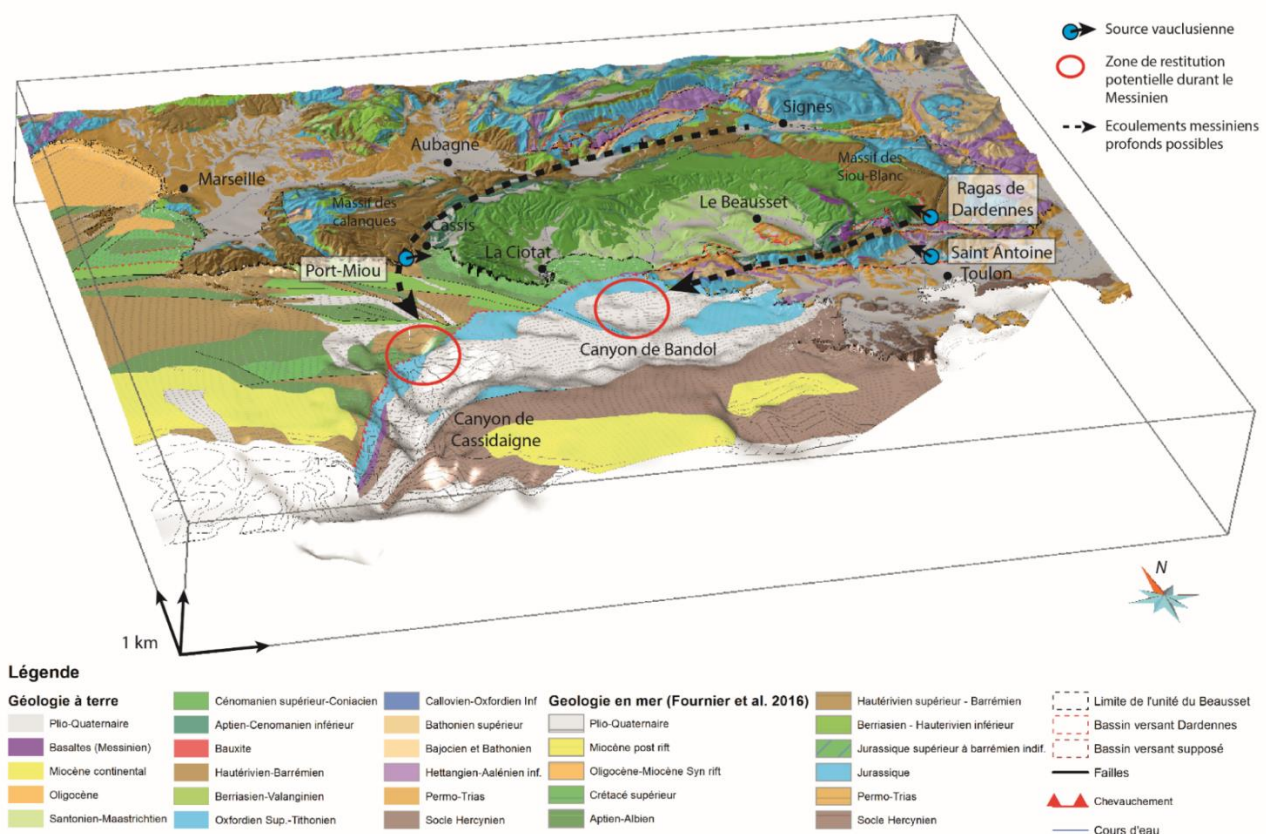 Source vauclusienne
Zone de restitution
potentielle durant le
Messinien
Ecoulements messiniens
profonds possibles
Signes
Aubagne
Marseille
Massif des
Siou-Blanc
Massif des
calanques
Ragas de
Dardennes
Le Beausset
Cassis
La Ciotat
Port-Miou
Saint Antoine
Toulon
Canyon de Bandol
Canyon de
Cassidaigne
N
1 km
Légende
Géologie à terre
Plio-Quaternaire
Basaltes (Messinien)
Miocène continental
Oligocène
Santonien-Maastrichtien
Cénomanien supérieur-Coniacien
Aptien-Cenomanien inférieur
Bauxite
Hautérivien-Barrémien
Berriasien-Valanginien
Oxfordien Sup.-Tithonien
Callovien-Oxfordien Inf
Bathonien supérieur
Bajocien et Bathonien
Hettangien-Aalénien inf.
Permo-Trias
Socle Hercynien
Geologie en mer (Fournier et al. 2016)
Plio-Quaternaire
Miocène post rift
Oligocène-Miocène Syn rift
Crétacé supérieur
Aptien-Albien
Hautérivien supérieur - Barrémien
Berriasien - Hauterivien inférieur
Jurassique supérieur à barrémien indif.
Jurassique
Permo-Trias
Socle Hercynien
Limite de l'unité du Beausset
Bassin versant Dardennes
Bassin versant supposé
Failles
Chevauchement
Cours d'eau